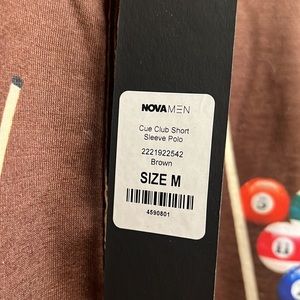 NOVAMEN
Cue Club Short
Sleeve Polo
2221922542
Brown
SIZE M
4590801